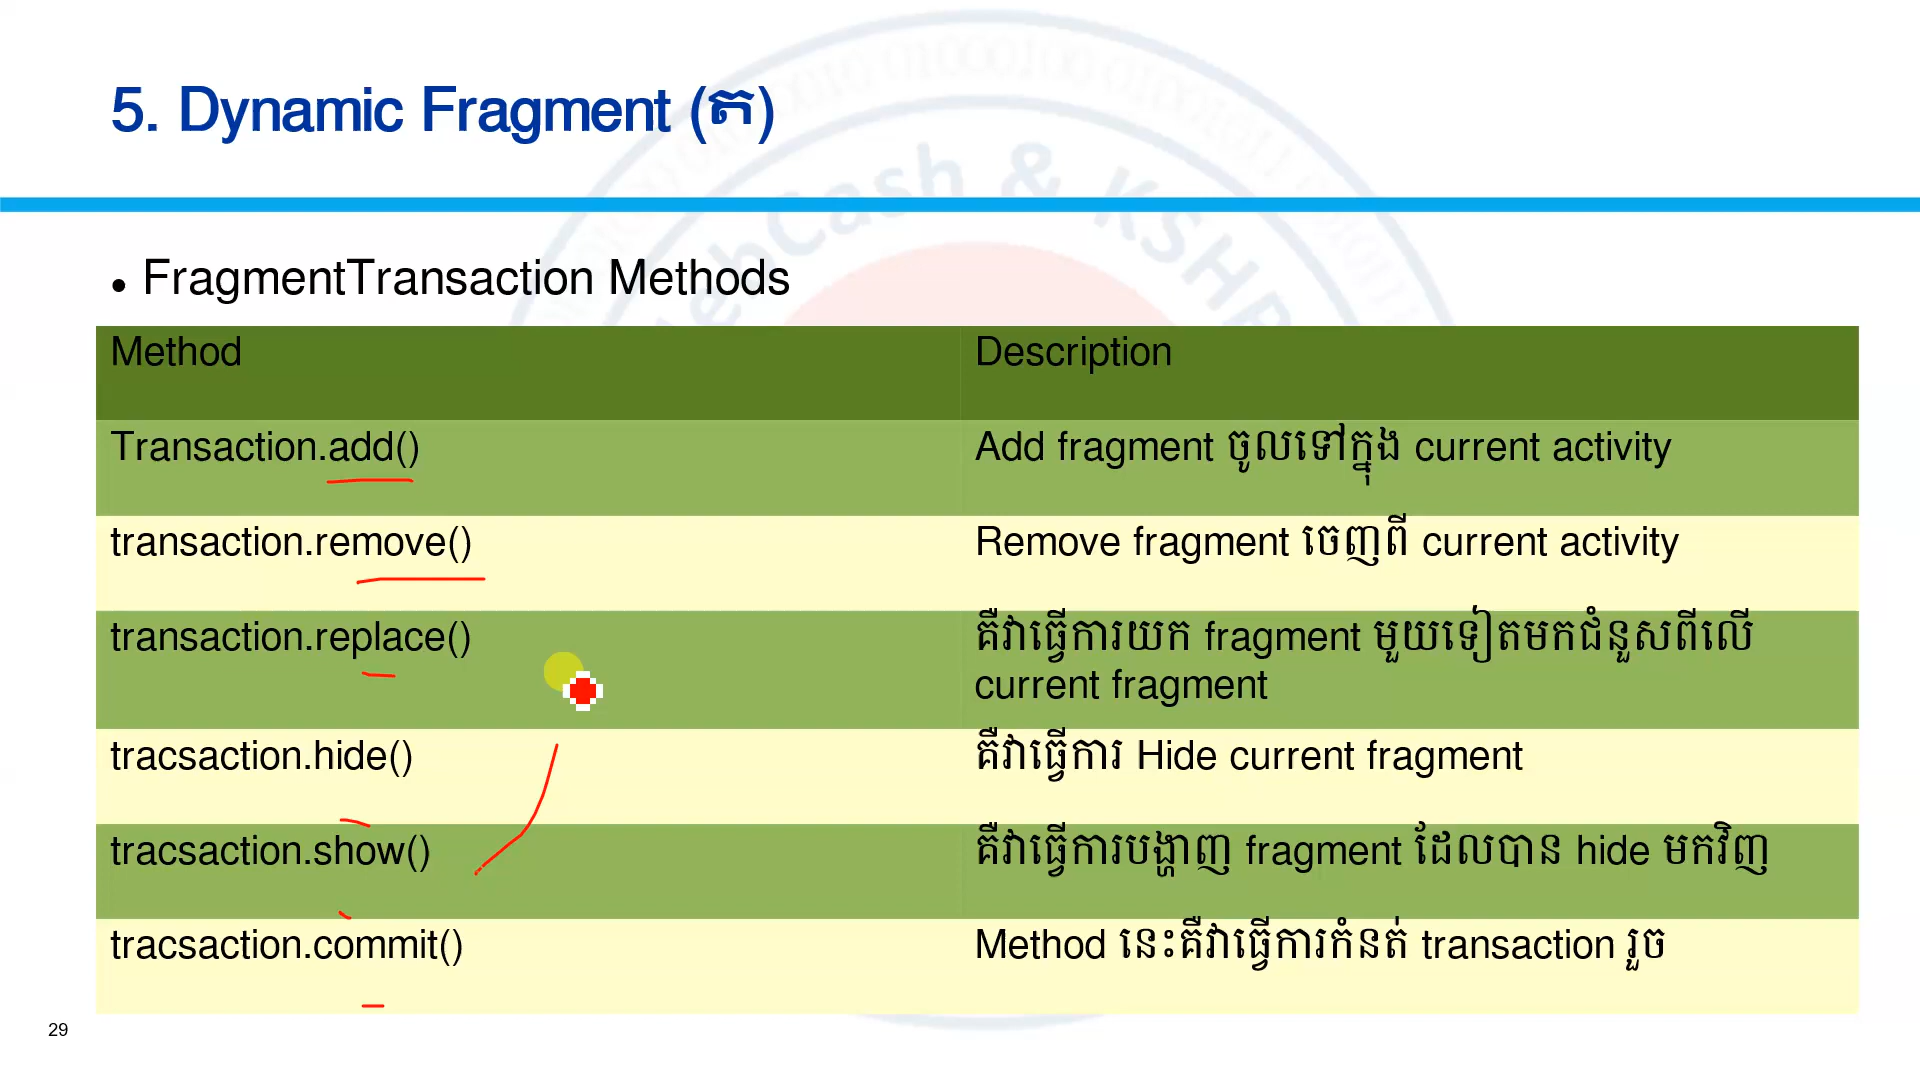 5. Dynamic Fragment (ត)
WebCash & KSHR
• FragmentTransaction Methods
Method Description
Transaction.add() Add fragment ចូលទៅក្នុង current activity
transaction.remove() Remove fragment ចេញពី current activity
transaction.replace() គឺវាធ្វើការយក fragment មួយទៀតមកជំនួសពីលើ
current fragment
tracsaction.hide() គឺវាធ្វើការ Hide current fragment
tracsaction.show() គឺវាធ្វើការបង្ហាញ fragment ដែលបាន hide មកវិញ
tracsaction.commit() Method នេះគឺវាធ្វើការកំនត់ transaction រួច
29